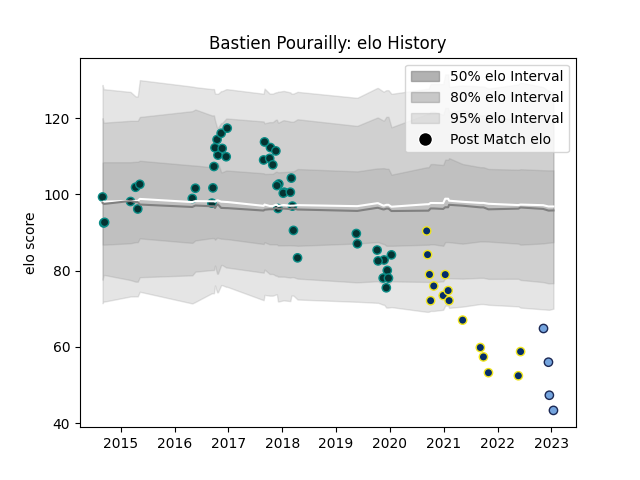 Bastien Pourailly: elo History
50% elo Interval
80% elo Interval
95% elo Interval
Post Match elo
elo score
120
100
80
60
40
2015 2016 2017 2018 2019 2020 2021 2022 2023